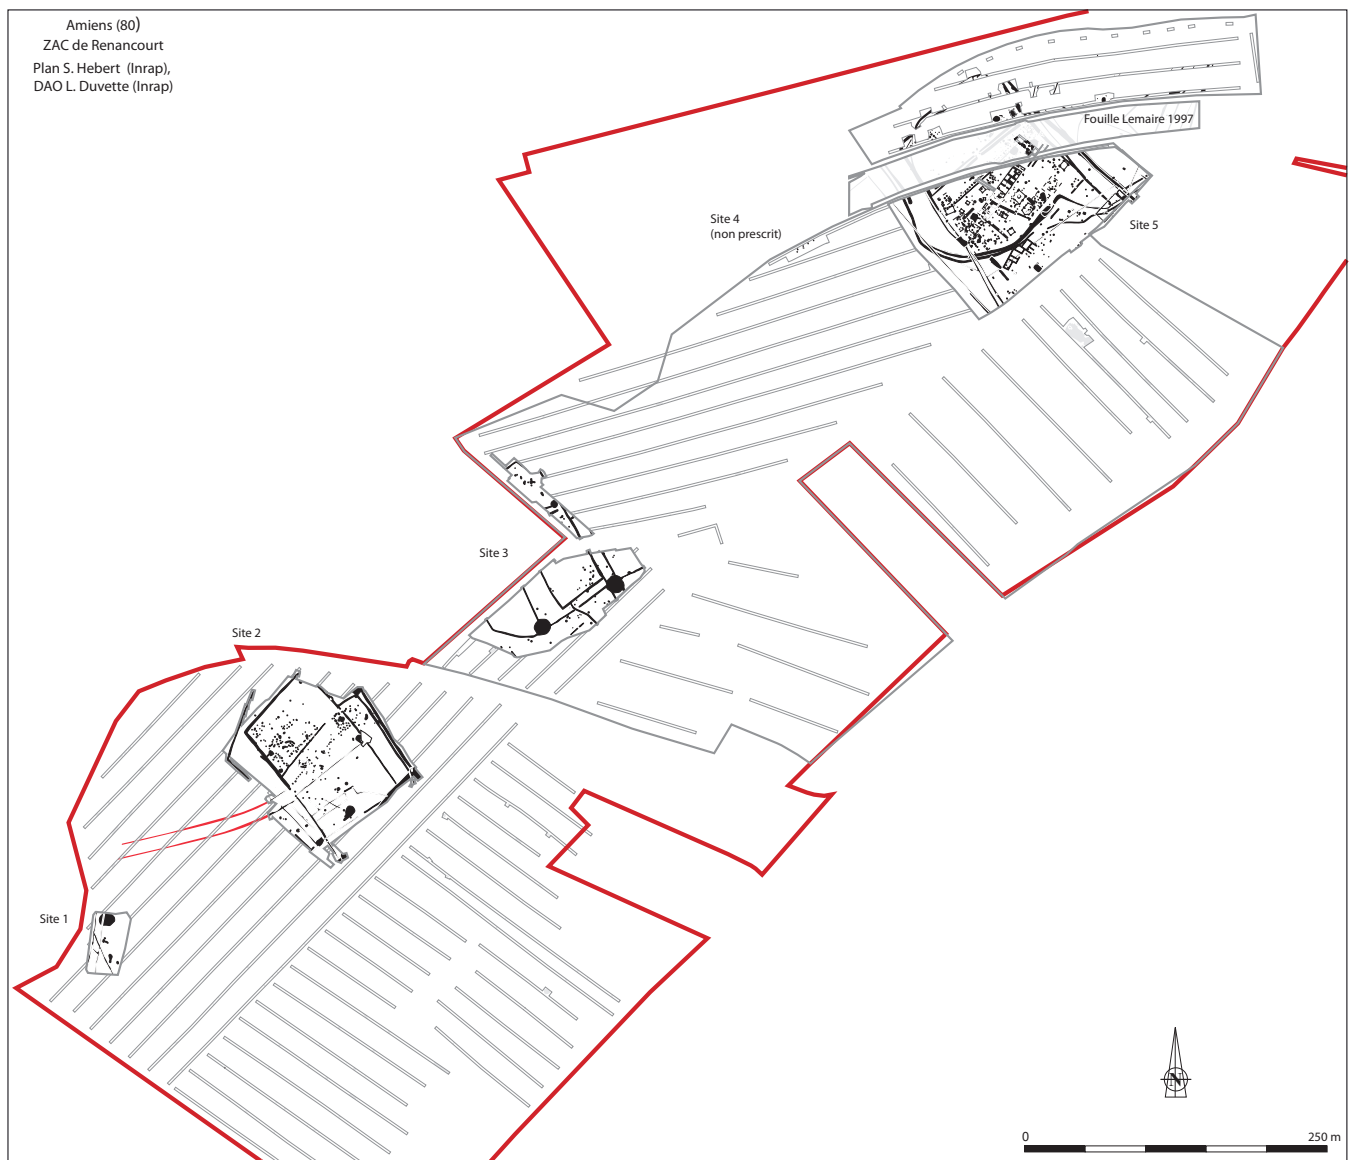 Amiens (80)
ZAC de Renancourt
Plan S. Hebert (Inrap),
DAO L. Duvette (Inrap)
Fouille Lemaire 1997
Site 4
(non prescrit)
Site 5
Site 3
Site 2
Site 1
N
0
250 m